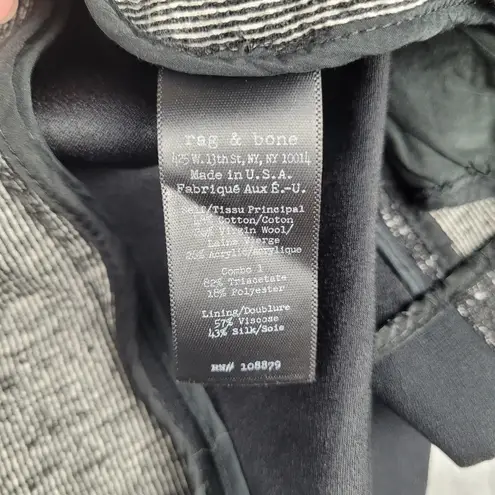 rag & bone
425 W. 13th St, NY, NY 10014
Made in U.S.A.
Fabriqué Aux É.-U.
Self/Tissu Principal
Cotton/Coton
Virgin Wool/
Laine Vierge
Acrylic/Acrylique
Combo 1
82% Triacetate
18% Polyester
Lining/Doublure
57% Viscose
43% Silk/Soie
RN# 108879